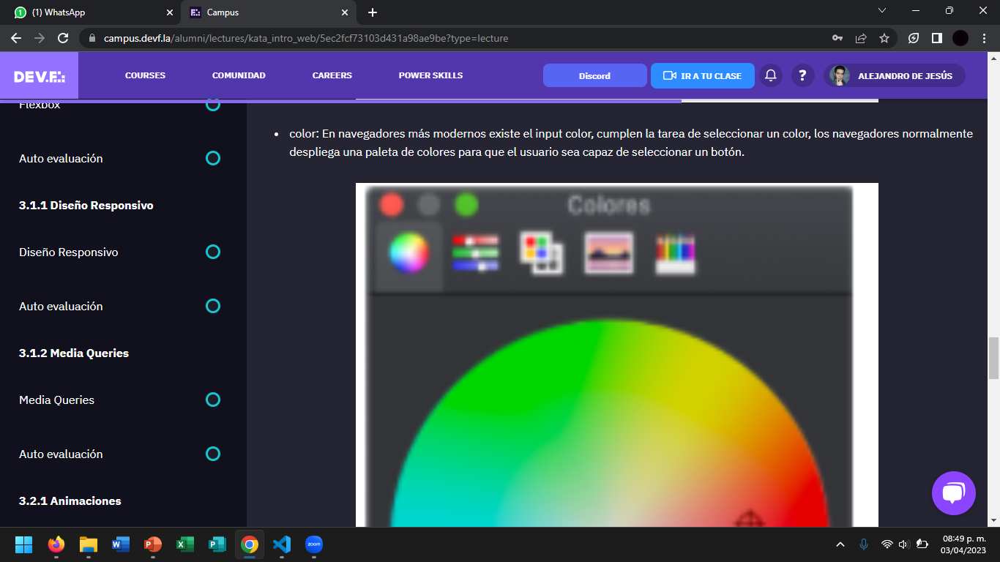 (1) WhatsApp
Campus
campus.devf.la/alumni/lectures/kata_intro_web/5ec2fcf73103d431a98ae9be?type=lecture
DEV.F.:
COURSES
COMUNIDAD
CAREERS
POWER SKILLS
Discord
IR A TU CLASE
?
ALEJANDRO DE JESÚS
Flexbox
Auto evaluación
3.1.1 Diseño Responsivo
Diseño Responsivo
Auto evaluación
3.1.2 Media Queries
Media Queries
Auto evaluación
3.2.1 Animaciones
• color: En navegadores más modernos existe el input color, cumplen la tarea de seleccionar un color, los navegadores normalmente
despliega una paleta de colores para que el usuario sea capaz de seleccionar un botón.
Colores
zoom
08:49 p. m.
03/04/2023